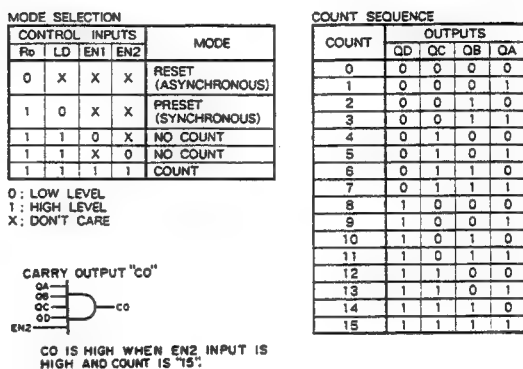 MODE SELECTION
CONTROL INPUTS MODE
Ro LD EN1 EN2
0 X X X RESET (ASYNCHRONOUS)
1 0 X X PRESET (SYNCHRONOUS)
1 1 0 X NO COUNT
1 1 X 0 NO COUNT
1 1 1 1 COUNT
0 ; LOW LEVEL
1 ; HIGH LEVEL
X ; DON'T CARE
CARRY OUTPUT "CO"
QA
QB
QC
QD
CO
EN2
CO IS HIGH WHEN EN2 INPUT IS
HIGH AND COUNT IS "15".
COUNT SEQUENCE
COUNT OUTPUTS
QD QC QB QA
0 0 0 0 0
1 0 0 0 1
2 0 0 1 0
3 0 0 1 1
4 0 1 0 0
5 0 1 0 1
6 0 1 1 0
7 0 1 1 1
8 1 0 0 0
9 1 0 0 1
10 1 0 1 0
11 1 0 1 1
12 1 1 0 0
13 1 1 0 1
14 1 1 1 0
15 1 1 1 1